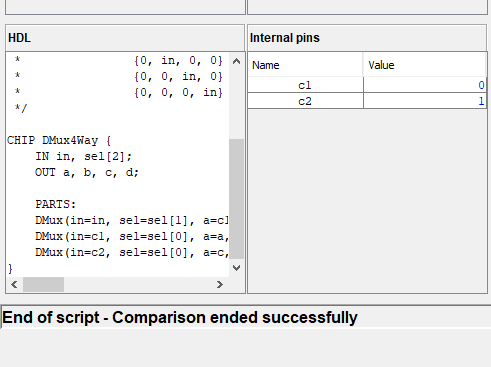 HDL
* {0, in, 0, 0}
* {0, 0, in, 0}
* {0, 0, 0, in}
*/
CHIP DMux4Way {
IN in, sel[2];
OUT a, b, c, d;
PARTS:
DMux(in=in, sel=sel[1], a=c1
DMux(in=c1, sel=sel[0], a=a,
DMux(in=c2, sel=sel[0], a=c,
}
Internal pins
Name Value
c1 0
c2 1
End of script - Comparison ended successfully